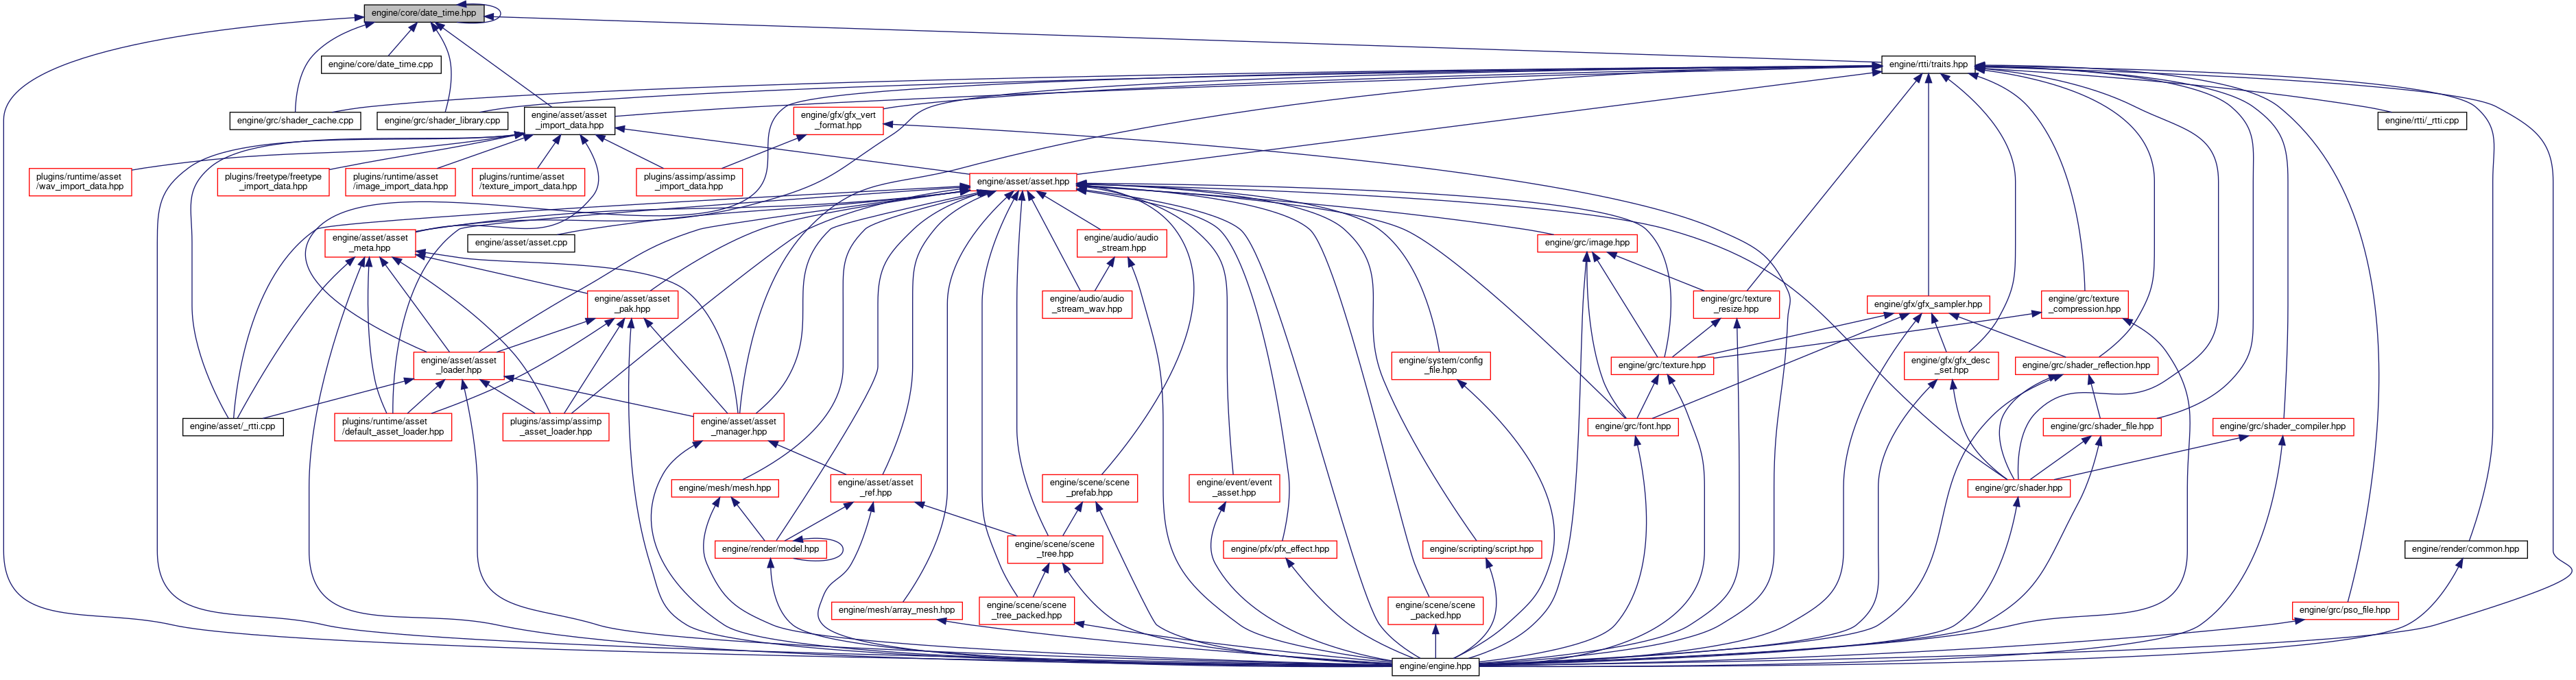 engine/core/date_time.hpp
engine/core/date_time.cpp
engine/rtti/traits.hpp
engine/grc/shader_cache.cpp
engine/grc/shader_library.cpp
engine/asset/asset
_import_data.hpp
engine/gfx/gfx_vert
_format.hpp
engine/rtti/_rtti.cpp
plugins/runtime/asset
/wav_import_data.hpp
plugins/freetype/freetype
_import_data.hpp
plugins/runtime/asset
/image_import_data.hpp
plugins/runtime/asset
/texture_import_data.hpp
plugins/assimp/assimp
_import_data.hpp
engine/asset/asset.hpp
engine/asset/asset
_meta.hpp
engine/asset/asset.cpp
engine/audio/audio
_stream.hpp
engine/grc/image.hpp
engine/asset/asset
_pak.hpp
engine/audio/audio
_stream_wav.hpp
engine/grc/texture
_resize.hpp
engine/gfx/gfx_sampler.hpp
engine/grc/texture
_compression.hpp
engine/asset/asset
_loader.hpp
engine/system/config
_file.hpp
engine/grc/texture.hpp
engine/gfx/gfx_desc
_set.hpp
engine/grc/shader_reflection.hpp
engine/asset/_rtti.cpp
plugins/runtime/asset
/default_asset_loader.hpp
plugins/assimp/assimp
_asset_loader.hpp
engine/asset/asset
_manager.hpp
engine/grc/font.hpp
engine/grc/shader_file.hpp
engine/grc/shader_compiler.hpp
engine/mesh/mesh.hpp
engine/asset/asset
_ref.hpp
engine/scene/scene
_prefab.hpp
engine/event/event
_asset.hpp
engine/grc/shader.hpp
engine/render/model.hpp
engine/scene/scene
_tree.hpp
engine/pfx/pfx_effect.hpp
engine/scripting/script.hpp
engine/render/common.hpp
engine/mesh/array_mesh.hpp
engine/scene/scene
_tree_packed.hpp
engine/scene/scene
_packed.hpp
engine/grc/pso_file.hpp
engine/engine.hpp